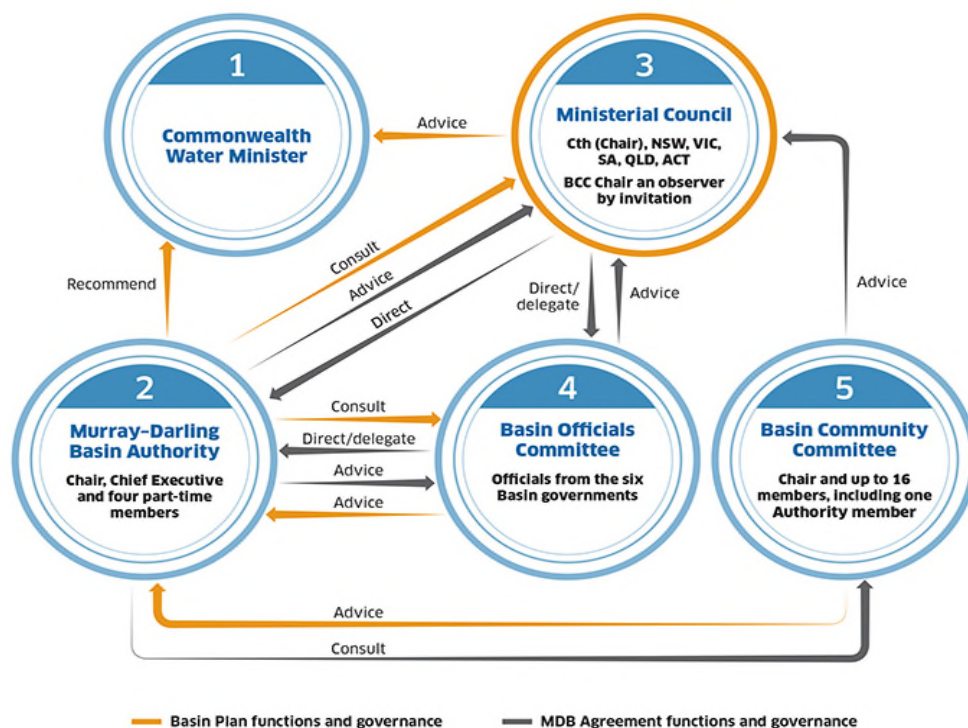 1
Commonwealth
Water Minister
Advice
3
Ministerial Council
Cth (Chair), NSW, VIC,
SA, QLD, ACT
BCC Chair an observer
by invitation
Recommend
Consult
Advice
Direct
Direct/
delegate
Advice
Advice
2
Murray–Darling
Basin Authority
Chair, Chief Executive
and four part-time
members
Consult
Direct/delegate
Advice
Advice
4
Basin Officials
Committee
Officials from the six
Basin governments
5
Basin Community
Committee
Chair and up to 16
members, including one
Authority member
Advice
Consult
Basin Plan functions and governance
MDB Agreement functions and governance